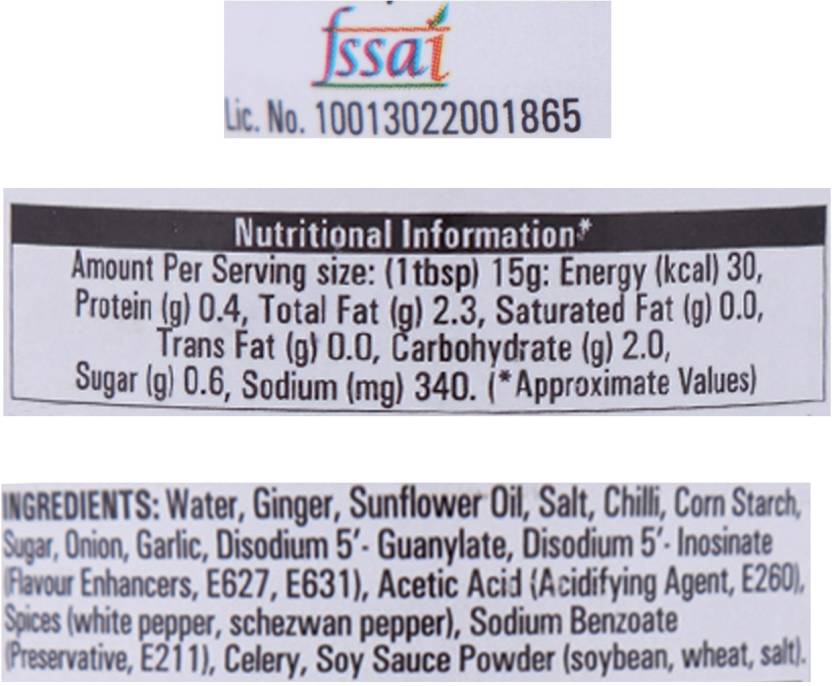 fssai
Lic. No. 10013022001865
Nutritional Information*
Amount Per Serving size: (1tbsp) 15g: Energy (kcal) 30,
Protein (g) 0.4, Total Fat (g) 2.3, Saturated Fat (g) 0.0,
Trans Fat (g) 0.0, Carbohydrate (g) 2.0,
Sugar (g) 0.6, Sodium (mg) 340. (*Approximate Values)
INGREDIENTS: Water, Ginger, Sunflower Oil, Salt, Chilli, Corn Starch,
Sugar, Onion, Garlic, Disodium 5'- Guanylate, Disodium 5'- Inosinate
(Flavour Enhancers, E627, E631), Acetic Acid (Acidifying Agent, E260),
Spices (white pepper, schezwan pepper), Sodium Benzoate
(Preservative, E211), Celery, Soy Sauce Powder (soybean, wheat, salt).